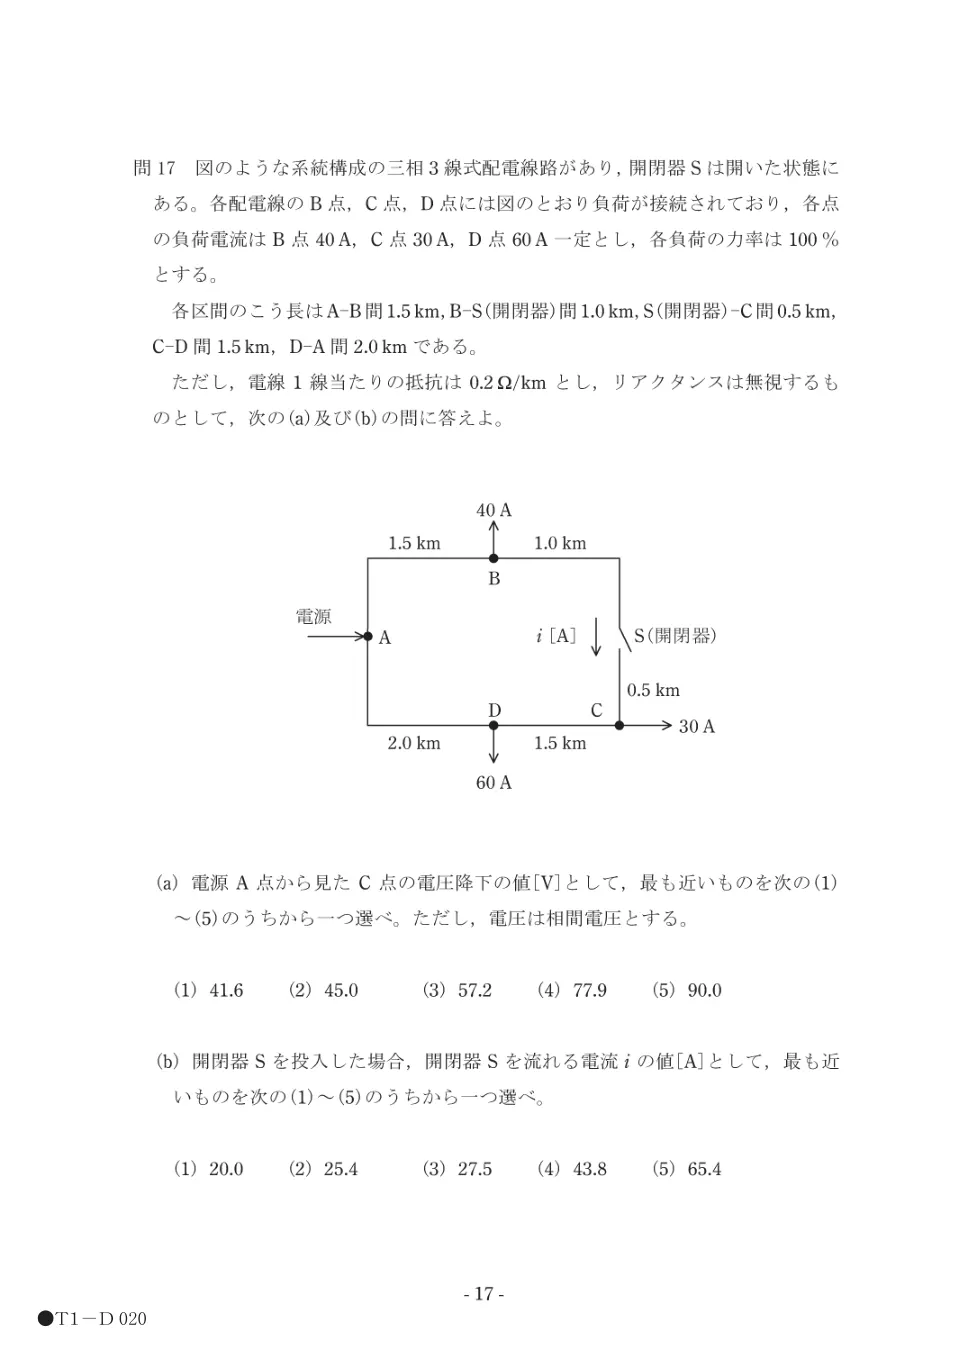 問 17 図のような系統構成の三相 3 線式配電線路があり，開閉器 S は開いた状態に
ある。各配電線の B 点，C 点，D 点には図のとおり負荷が接続されており，各点
の負荷電流は B 点 40 A，C 点 30 A，D 点 60 A 一定とし，各負荷の力率は 100 %
とする。
各区間のこう長は A-B 間 1.5 km，B-S（開閉器）間 1.0 km，S（開閉器）-C 間 0.5 km，
C-D 間 1.5 km，D-A 間 2.0 km である。
ただし，電線 1 線当たりの抵抗は 0.2 Ω/km とし，リアクタンスは無視するも
のとして，次の(a)及び(b)の問に答えよ。
40 A
1.5 km 1.0 km
B
電源
A
i [A]
S（開閉器）
0.5 km
D C
30 A
2.0 km 1.5 km
60 A
(a) 電源 A 点から見た C 点の電圧降下の値[V]として，最も近いものを次の(1)
～(5)のうちから一つ選べ。ただし，電圧は相間電圧とする。
(1) 41.6 (2) 45.0 (3) 57.2 (4) 77.9 (5) 90.0
(b) 開閉器 S を投入した場合，開閉器 S を流れる電流 i の値[A]として，最も近
いものを次の(1)～(5)のうちから一つ選べ。
(1) 20.0 (2) 25.4 (3) 27.5 (4) 43.8 (5) 65.4
- 17 -
●T1－D 020